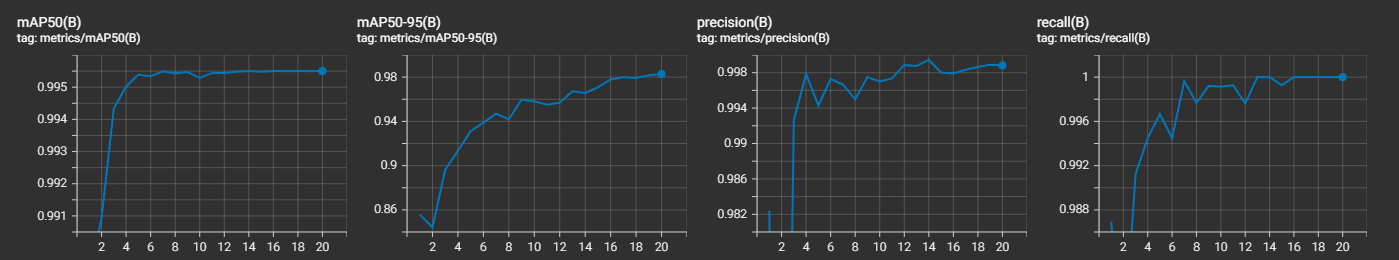 mAP50(B)
tag: metrics/mAP50(B)
0.995
0.994
0.993
0.992
0.991
2 4 6 8 10 12 14 16 18 20
mAP50-95(B)
tag: metrics/mAP50-95(B)
0.98
0.94
0.9
0.86
2 4 6 8 10 12 14 16 18 20
precision(B)
tag: metrics/precision(B)
0.998
0.994
0.99
0.986
0.982
2 4 6 8 10 12 14 16 18 20
recall(B)
tag: metrics/recall(B)
1
0.996
0.992
0.988
2 4 6 8 10 12 14 16 18 20